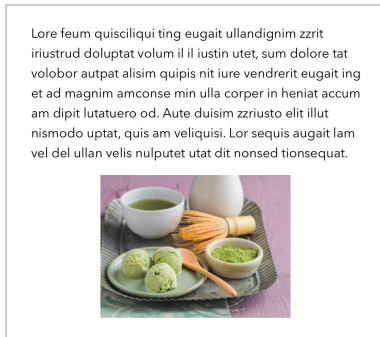 Lore feum quisciliqui ting eugait ullandignim zzrit
iriustrud doluptat volum il il iustin utet, sum dolore tat
volobor autpat alisim quipis nit iure vendrerit eugait ing
et ad magnim amconse min ulla corper in heniat accum
am dipit lutatuero od. Aute duisim zzriusto elit illut
nismodo uptat, quis am veliquisi. Lor sequis augait lam
vel del ullan velis nulputet utat dit nonsed tionsequat.